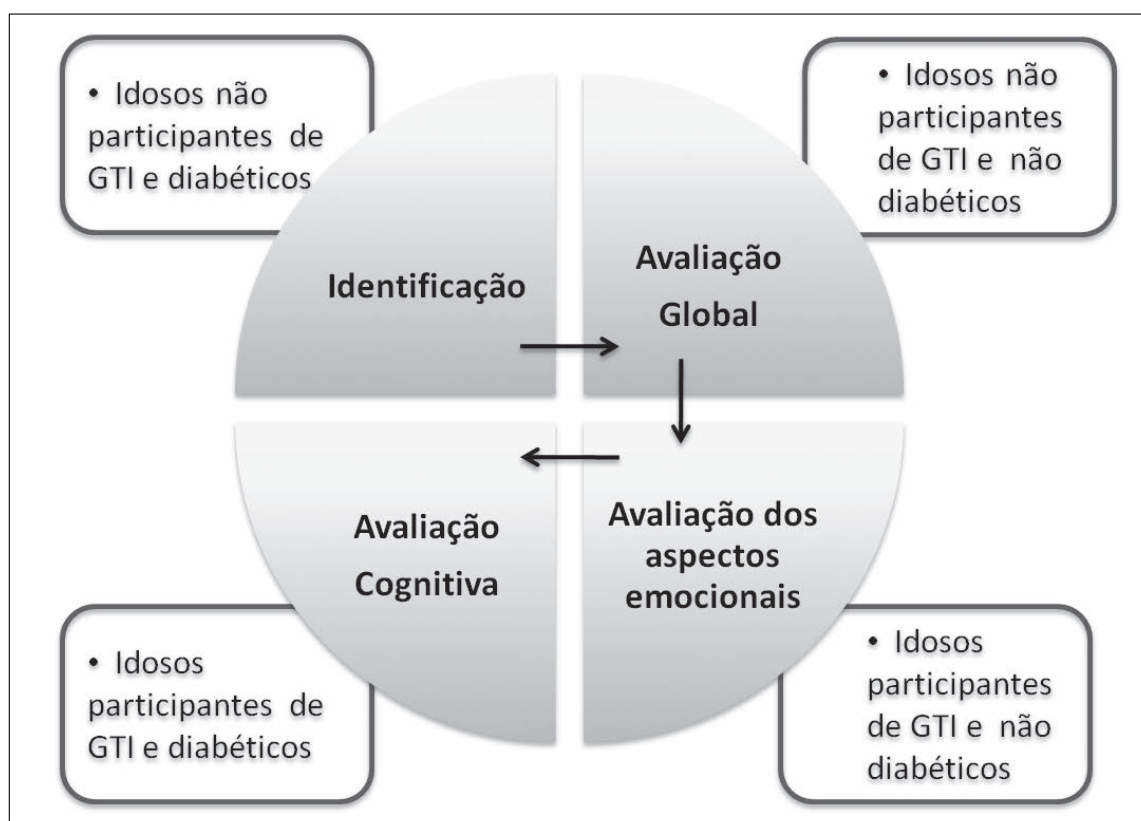 • Idosos não
participantes de
GTI e diabéticos
• Idosos não
participantes
de GTI e não
diabéticos
Identificação
Avaliação
Global
Avaliação
Cognitiva
Avaliação dos
aspectos
emocionais
• Idosos
participantes de
GTI e diabéticos
• Idosos
participantes
de GTI e não
diabéticos